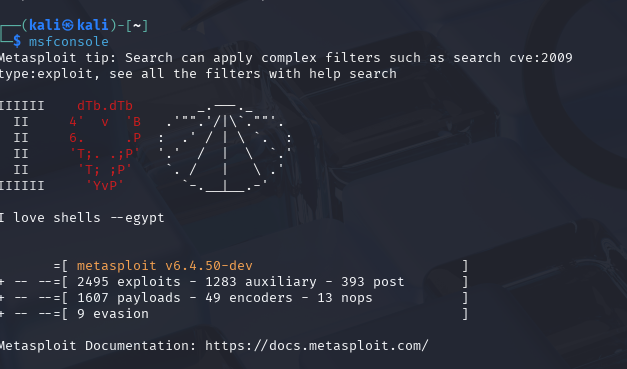 ┌──(kali㉿kali)-[~]
└─$ msfconsole
Metasploit tip: Search can apply complex filters such as search cve:2009
type:exploit, see all the filters with help search
IIIIII    dTb.dTb        _.---._
  II     4'  v  'B   .'"".'/|\`.""'.
  II     6.     .P  :  .' / | \ `.  :
  II     'T;. .;P'  '.'  /  |  \  `.'
  II      'T; ;P'    `. /   |   \ .'
IIIIII     'YvP'       `-.__|__.-'
I love shells --egypt
       =[ metasploit v6.4.50-dev                          ]
+ -- --=[ 2495 exploits - 1283 auxiliary - 393 post       ]
+ -- --=[ 1607 payloads - 49 encoders - 13 nops           ]
+ -- --=[ 9 evasion                                       ]
Metasploit Documentation: https://docs.metasploit.com/